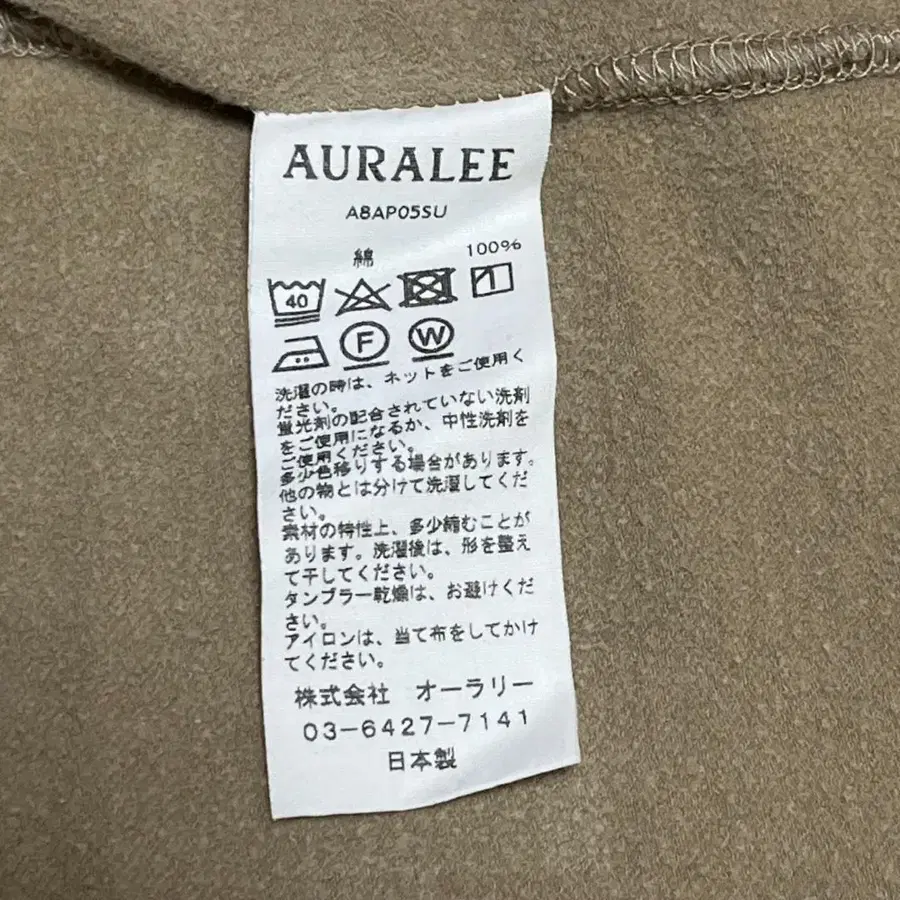 AURALEE
A8AP05SU
綿 100%
40
F W
洗濯の時は、ネットをご使用く
ださい。
蛍光剤の配合されていない洗剤
をご使用になるか、中性洗剤を
ご使用ください。
多少色移りする場合があります。
他の物とは分けて洗濯してくだ
さい。
素材の特性上、多少縮むことが
あります。洗濯後は、形を整え
て干してください。
タンブラー乾燥は、お避けくだ
さい。
アイロンは、当て布をしてかけ
てください。
株式会社 オーラリー
03-6427-7141
日本製